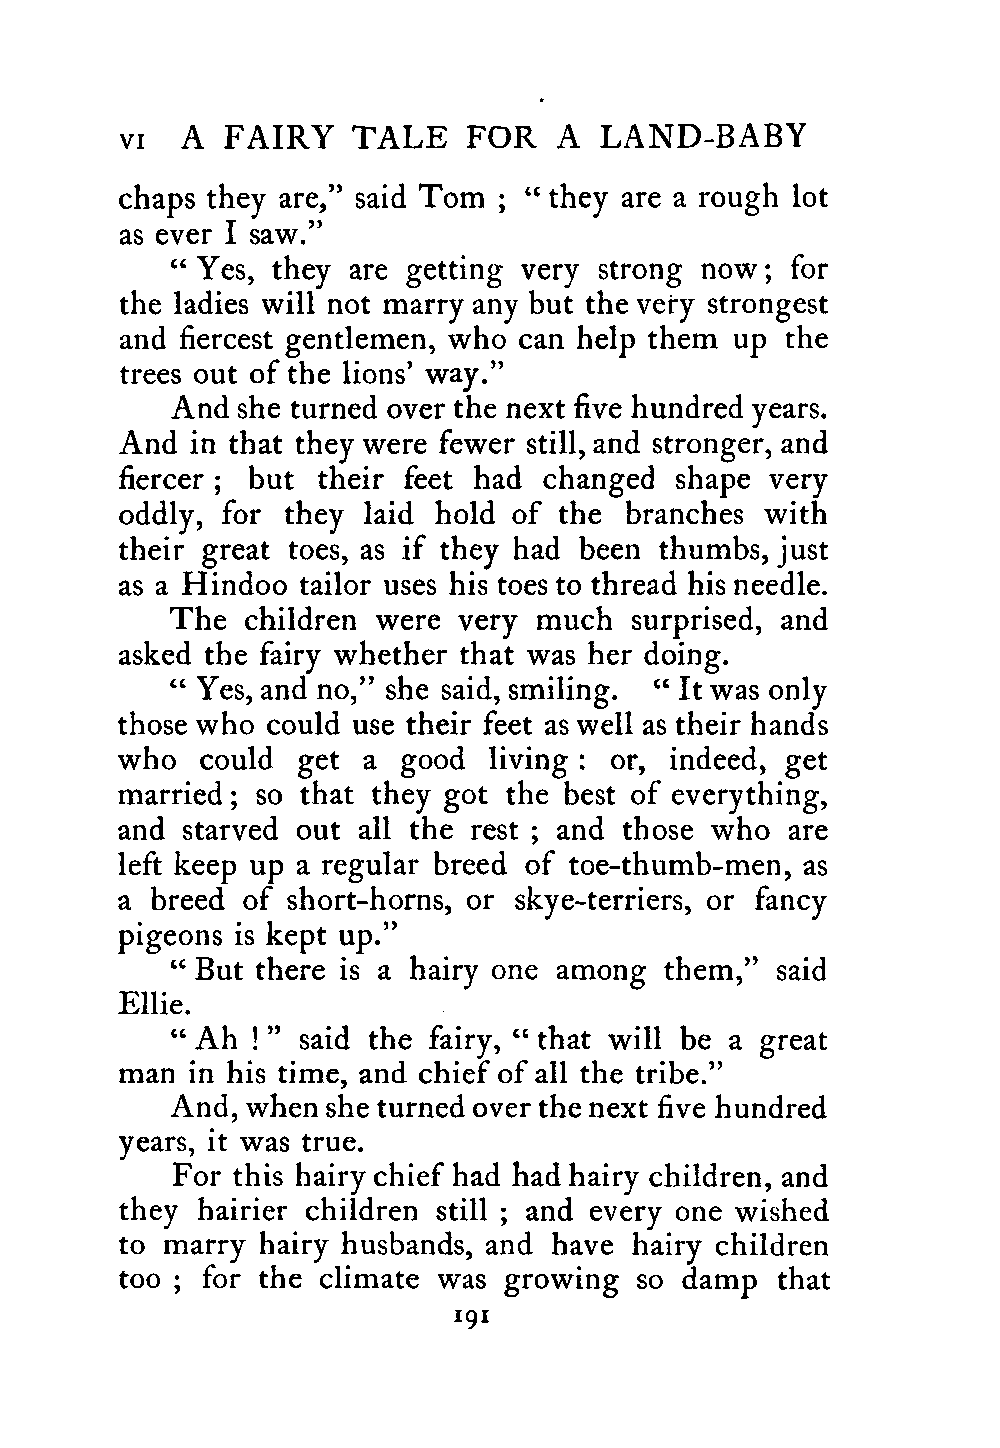 VI A FAIRY TALE FOR A LAND-BABY
chaps they are,” said Tom ; “ they are a rough lot
as ever I saw.”
“ Yes, they are getting very strong now ; for
the ladies will not marry any but the very strongest
and fiercest gentlemen, who can help them up the
trees out of the lions’ way.”
And she turned over the next five hundred years.
And in that they were fewer still, and stronger, and
fiercer ; but their feet had changed shape very
oddly, for they laid hold of the branches with
their great toes, as if they had been thumbs, just
as a Hindoo tailor uses his toes to thread his needle.
The children were very much surprised, and
asked the fairy whether that was her doing.
“ Yes, and no,” she said, smiling. “ It was only
those who could use their feet as well as their hands
who could get a good living : or, indeed, get
married ; so that they got the best of everything,
and starved out all the rest ; and those who are
left keep up a regular breed of toe-thumb-men, as
a breed of short-horns, or skye-terriers, or fancy
pigeons is kept up.”
“ But there is a hairy one among them,” said
Ellie.
“ Ah ! ” said the fairy, “ that will be a great
man in his time, and chief of all the tribe.”
And, when she turned over the next five hundred
years, it was true.
For this hairy chief had had hairy children, and
they hairier children still ; and every one wished
to marry hairy husbands, and have hairy children
too ; for the climate was growing so damp that
191